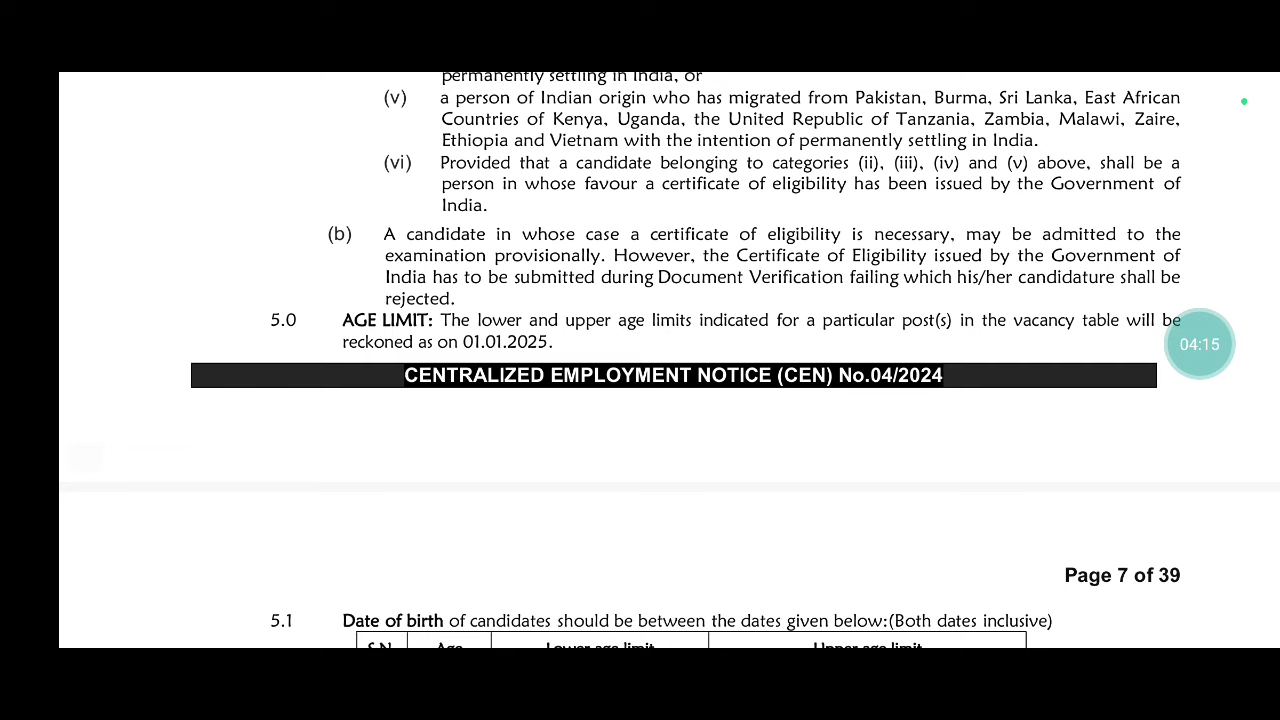 permanently settling in India, or
(v) a person of Indian origin who has migrated from Pakistan, Burma, Sri Lanka, East African
Countries of Kenya, Uganda, the United Republic of Tanzania, Zambia, Malawi, Zaire,
Ethiopia and Vietnam with the intention of permanently settling in India.
(vi) Provided that a candidate belonging to categories (ii), (iii), (iv) and (v) above, shall be a
person in whose favour a certificate of eligibility has been issued by the Government of
India.
(b) A candidate in whose case a certificate of eligibility is necessary, may be admitted to the
examination provisionally. However, the Certificate of Eligibility issued by the Government of
India has to be submitted during Document Verification failing which his/her candidature shall be
rejected.
5.0 AGE LIMIT: The lower and upper age limits indicated for a particular post(s) in the vacancy table will be
reckoned as on 01.01.2025.
04:15
CENTRALIZED EMPLOYMENT NOTICE (CEN) No.04/2024
Page 7 of 39
5.1 Date of birth of candidates should be between the dates given below:(Both dates inclusive)
S.N Age Lower age limit Upper age limit